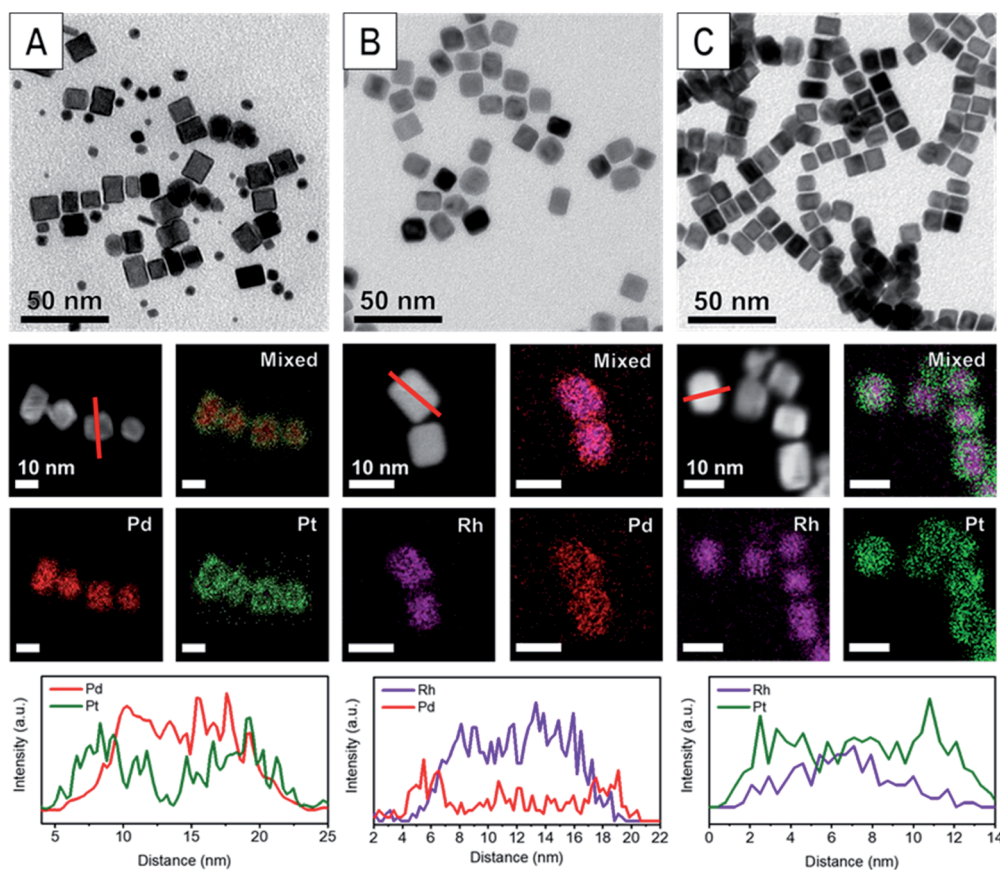 A
B
C
50 nm
50 nm
50 nm
10 nm
Mixed
10 nm
Mixed
10 nm
Mixed
Pd
Pt
Rh
Pd
Rh
Pt
Intensity (a.u.)
Pd
Pt
5 10 15 20 25
Distance (nm)
Intensity (a.u.)
Rh
Pd
2 4 6 8 10 12 14 16 18 20 22
Distance (nm)
Intensity (a.u.)
Rh
Pt
0 2 4 6 8 10 12 14
Distance (nm)